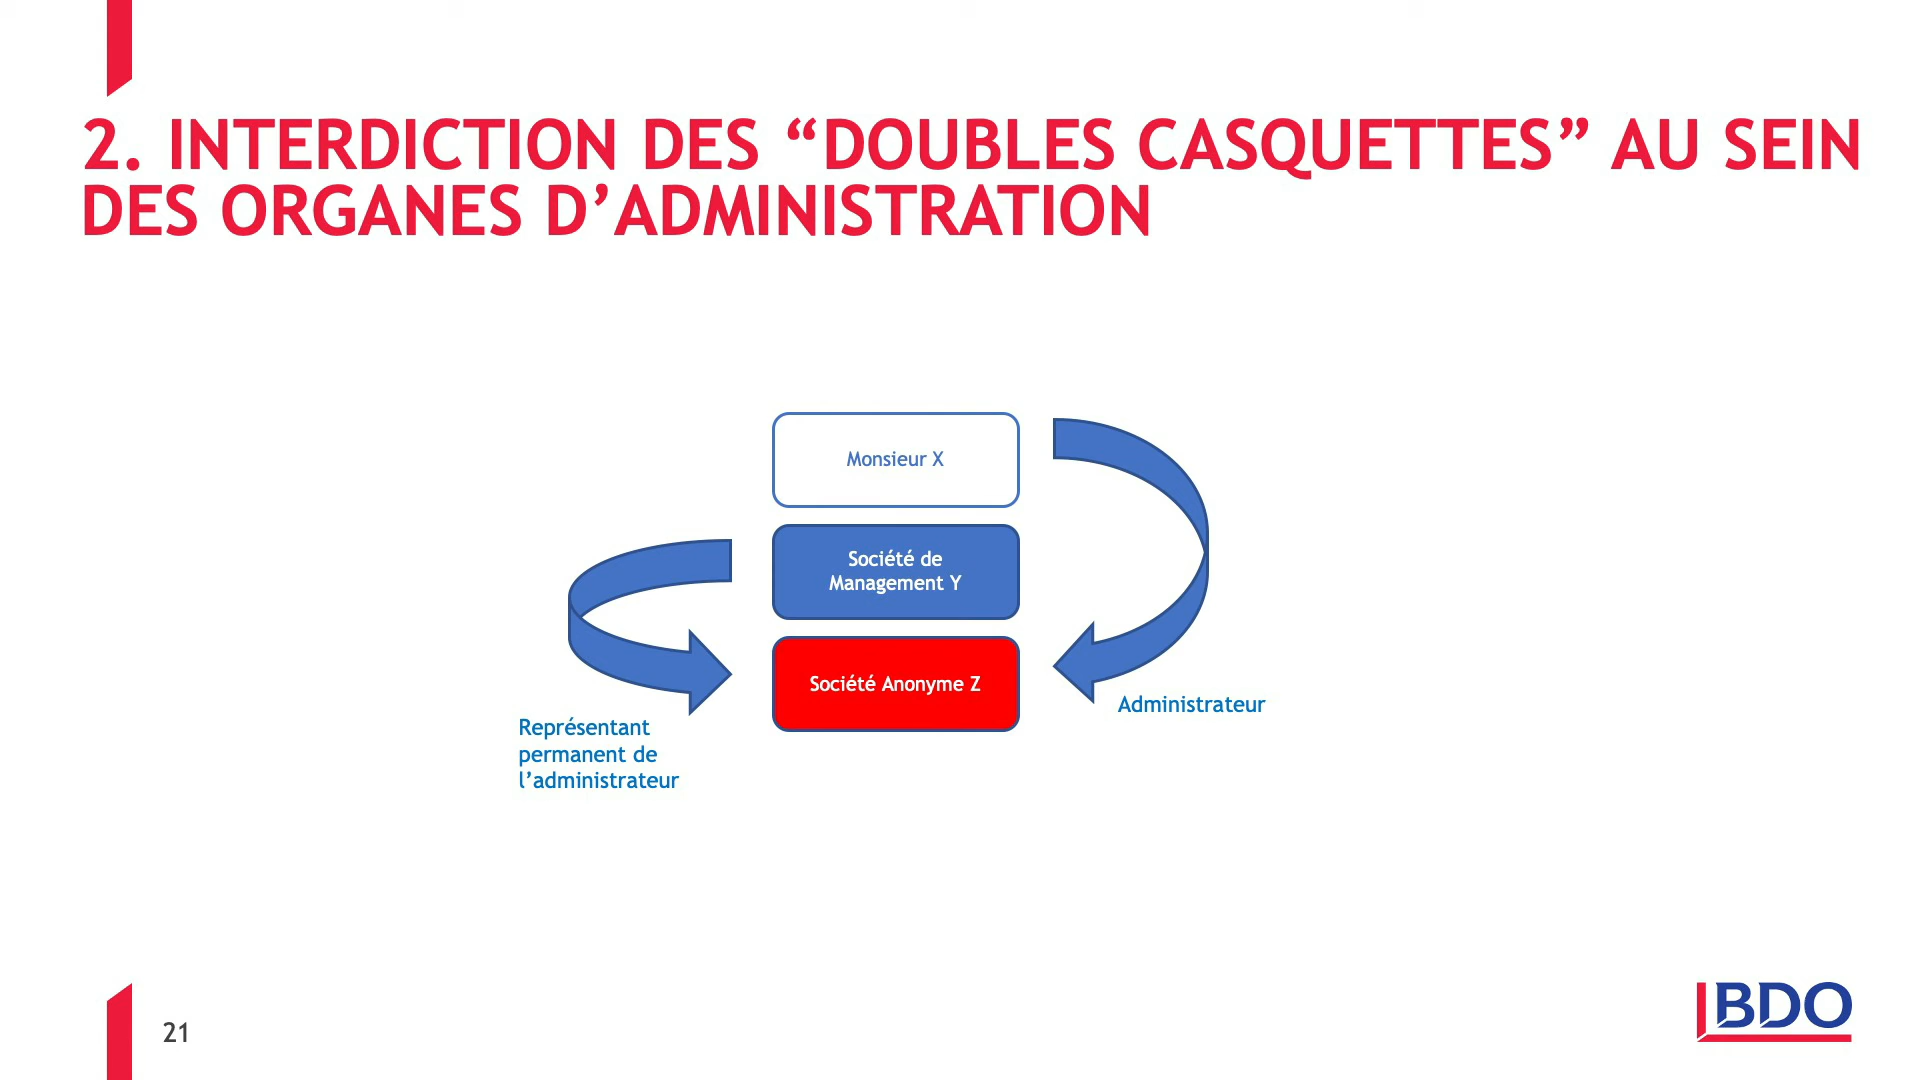 2. INTERDICTION DES “DOUBLES CASQUETTES” AU SEIN
DES ORGANES D’ADMINISTRATION
Monsieur X
Société de
Management Y
Société Anonyme Z
Administrateur
Représentant
permanent de
l’administrateur
21
BDO